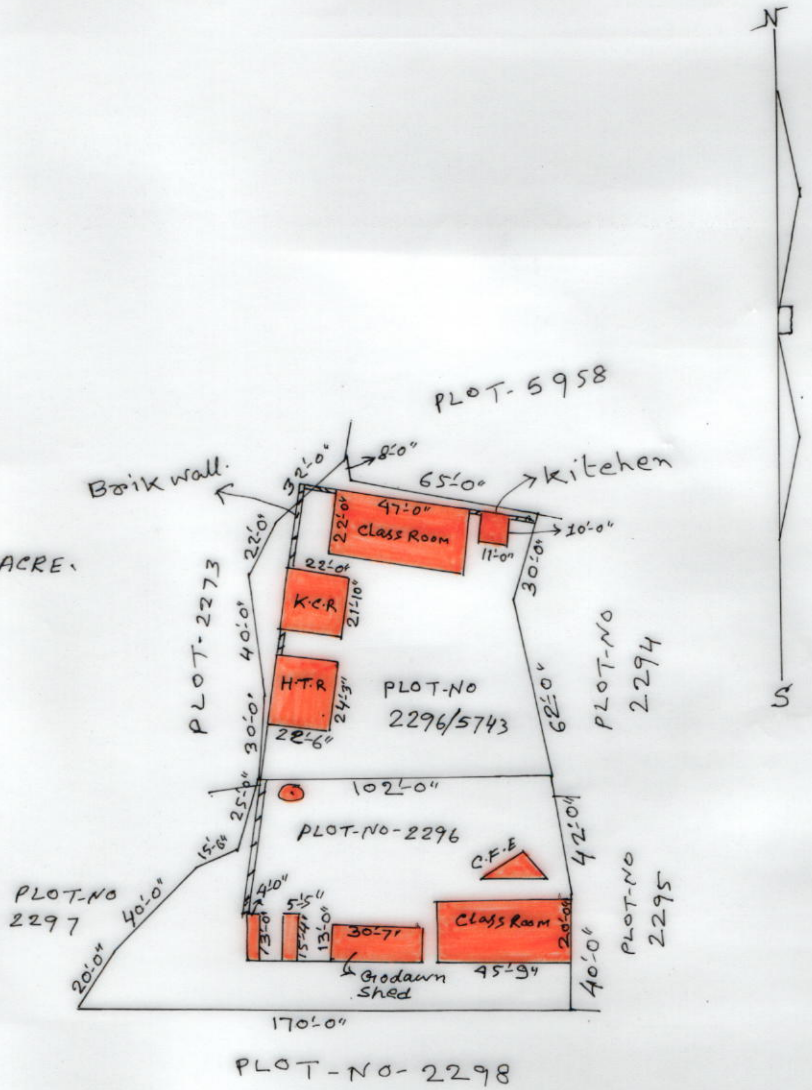 N
PLOT-5958
8'-0"
32'-0"
65'-0"
Kitehen
Brik wall.
47'-0"
22'-0"
Class Room
10'-0"
11'-0"
22'-0"
30'-0"
ACRE.
22'-0"
K.C.R
21'-10"
PLOT-2273
40'-0"
H.T.R
24'-3"
22'-6"
PLOT-NO
2296/5743
62'-0"
PLOT-NO
2294
S
30'-0"
102'-0"
25'-0"
PLOT-NO-2296
42'-0"
15'-6"
C.F.E
PLOT-NO
2297
40'-0"
4'-0"
13'-0"
5'-5"
15'-4"
13'-0"
30'-7"
Class Room
20'-0"
PLOT-NO
2295
Godawn
Shed
45'-9"
40'-0"
20'-0"
170'-0"
PLOT-NO-2298